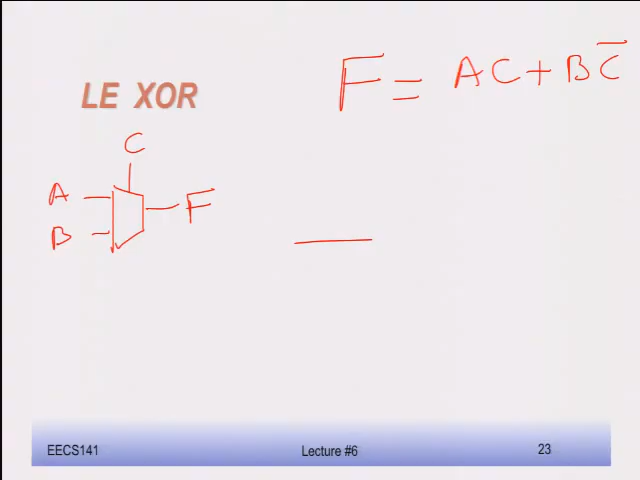 F = AC + BC̅
LE XOR
C
A
F
B
EECS141
Lecture #6
23